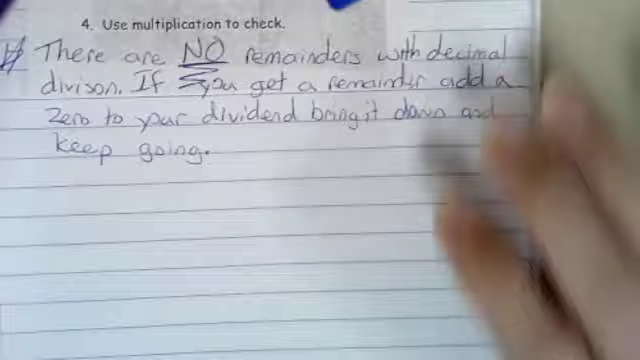 4. Use multiplication to check.
# There are NO remainders with decimal
divison. If you get a remainder add a
zero to your dividend bring it down and
keep going.